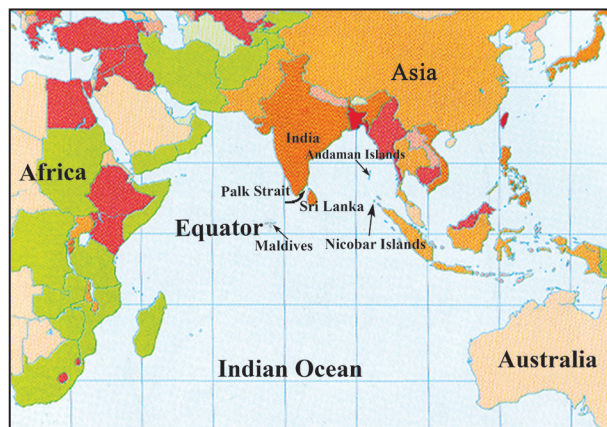 Asia
India
Andaman Islands
Africa
Palk Strait
Sri Lanka
Equator
Maldives
Nicobar Islands
Indian Ocean
Australia